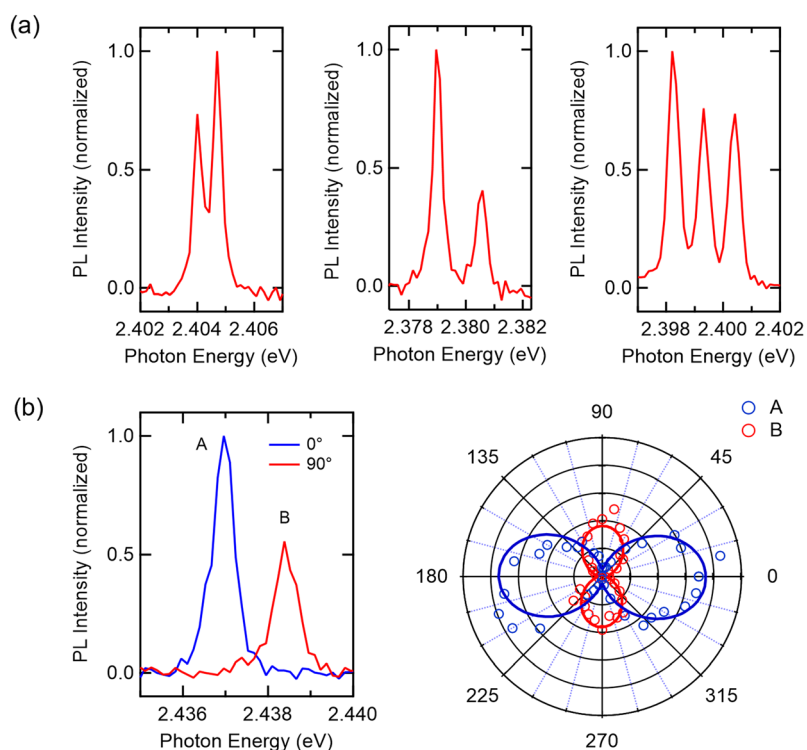 (a)
PL Intensity (normalized)
1.0
0.5
0.0
2.402 2.404 2.406
Photon Energy (eV)
PL Intensity (normalized)
1.0
0.5
0.0
2.378 2.380 2.382
Photon Energy (eV)
PL Intensity (normalized)
1.0
0.5
0.0
2.398 2.400 2.402
Photon Energy (eV)
(b)
PL Intensity (normalized)
1.0
0.5
0.0
A
B
0°
90°
2.436 2.438 2.440
Photon Energy (eV)
A
B
90
135 45
180 0
225 315
270